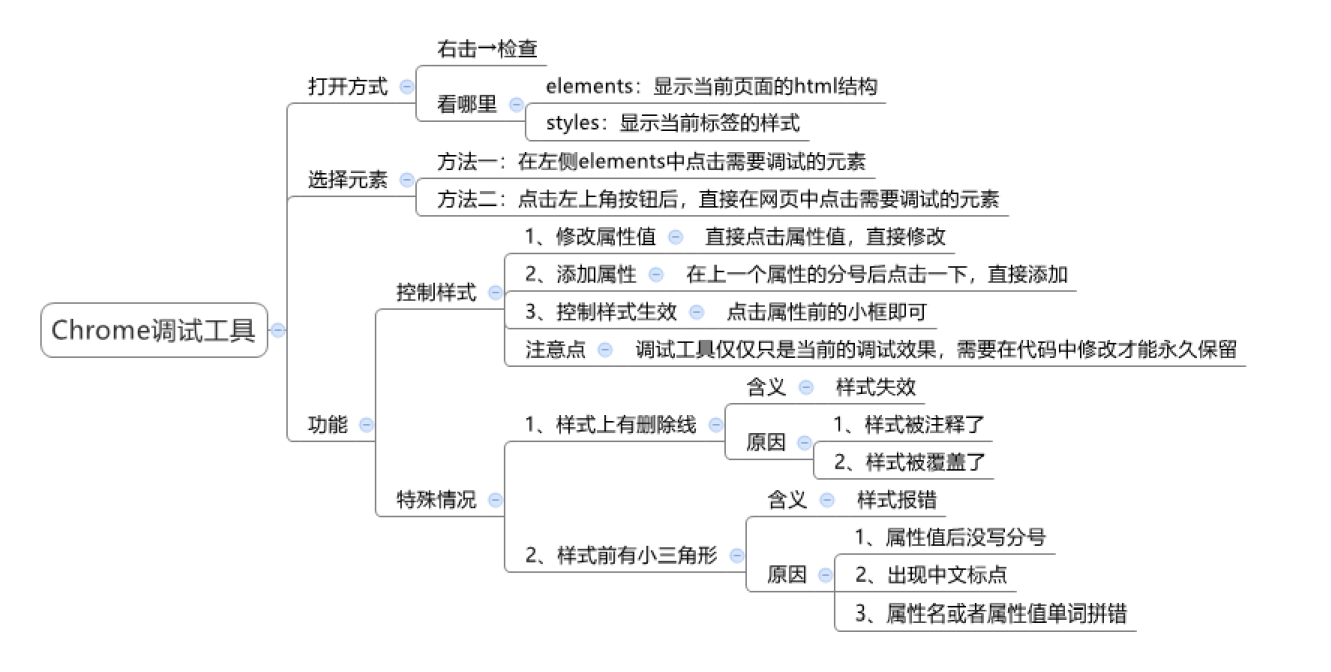 右击→检查
打开方式
elements：显示当前页面的html结构
看哪里
styles：显示当前标签的样式
方法一：在左侧elements中点击需要调试的元素
选择元素
方法二：点击左上角按钮后，直接在网页中点击需要调试的元素
1、修改属性值 直接点击属性值，直接修改
2、添加属性 在上一个属性的分号后点击一下，直接添加
控制样式
3、控制样式生效 点击属性前的小框即可
Chrome调试工具
注意点 调试工具仅仅只是当前的调试效果，需要在代码中修改才能永久保留
含义 样式失效
功能
1、样式上有删除线
1、样式被注释了
原因
2、样式被覆盖了
特殊情况
含义 样式报错
1、属性值后没写分号
2、样式前有小三角形
原因
2、出现中文标点
3、属性名或者属性值单词拼错